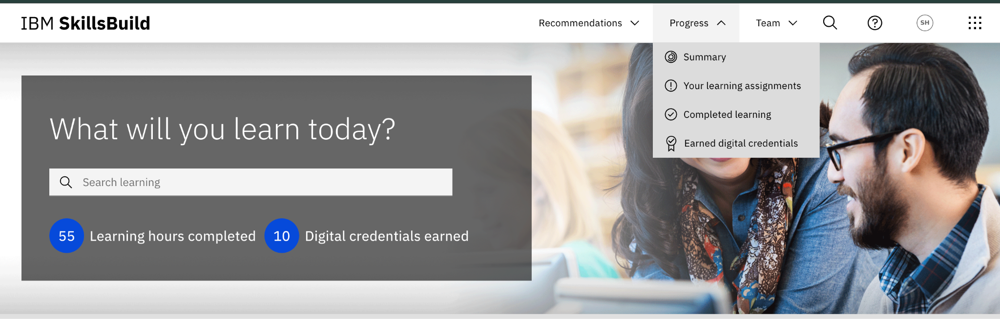 IBM SkillsBuild
Recommendations
Progress
Team
SH
Summary
Your learning assignments
Completed learning
Earned digital credentials
What will you learn today?
Search learning
55 Learning hours completed
10 Digital credentials earned